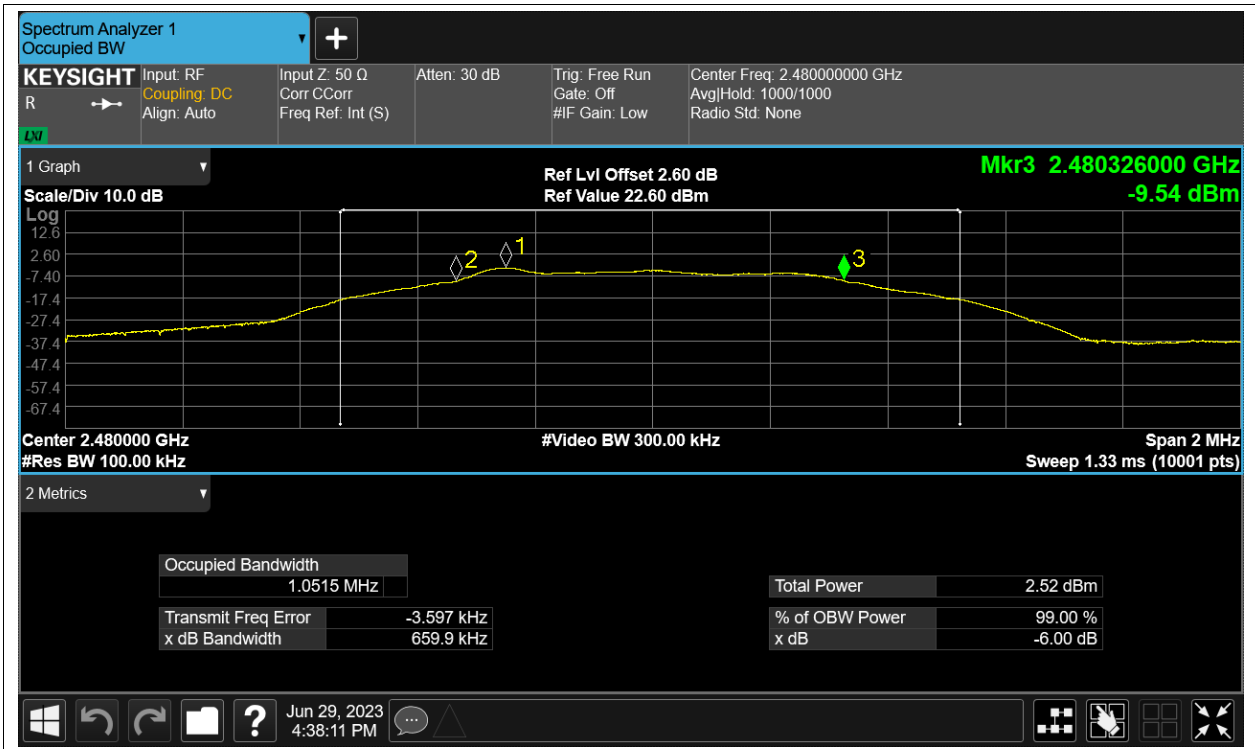 Spectrum Analyzer 1
Occupied BW
KEYSIGHT
R
LXI
Input: RF
Coupling: DC
Align: Auto
Input Z: 50 Ω
Corr CCorr
Freq Ref: Int (S)
Atten: 30 dB
Trig: Free Run
Gate: Off
#IF Gain: Low
Center Freq: 2.480000000 GHz
Avg|Hold: 1000/1000
Radio Std: None
1 Graph
Scale/Div 10.0 dB
Ref Lvl Offset 2.60 dB
Ref Value 22.60 dBm
Mkr3 2.480326000 GHz
-9.54 dBm
Log
12.6
2.60
-7.40
-17.4
-27.4
-37.4
-47.4
-57.4
-67.4
2
1
3
Center 2.480000 GHz
#Res BW 100.00 kHz
#Video BW 300.00 kHz
Span 2 MHz
Sweep 1.33 ms (10001 pts)
2 Metrics
Occupied Bandwidth
1.0515 MHz
Transmit Freq Error -3.597 kHz
x dB Bandwidth 659.9 kHz
Total Power 2.52 dBm
% of OBW Power 99.00 %
x dB -6.00 dB
Jun 29, 2023
4:38:11 PM